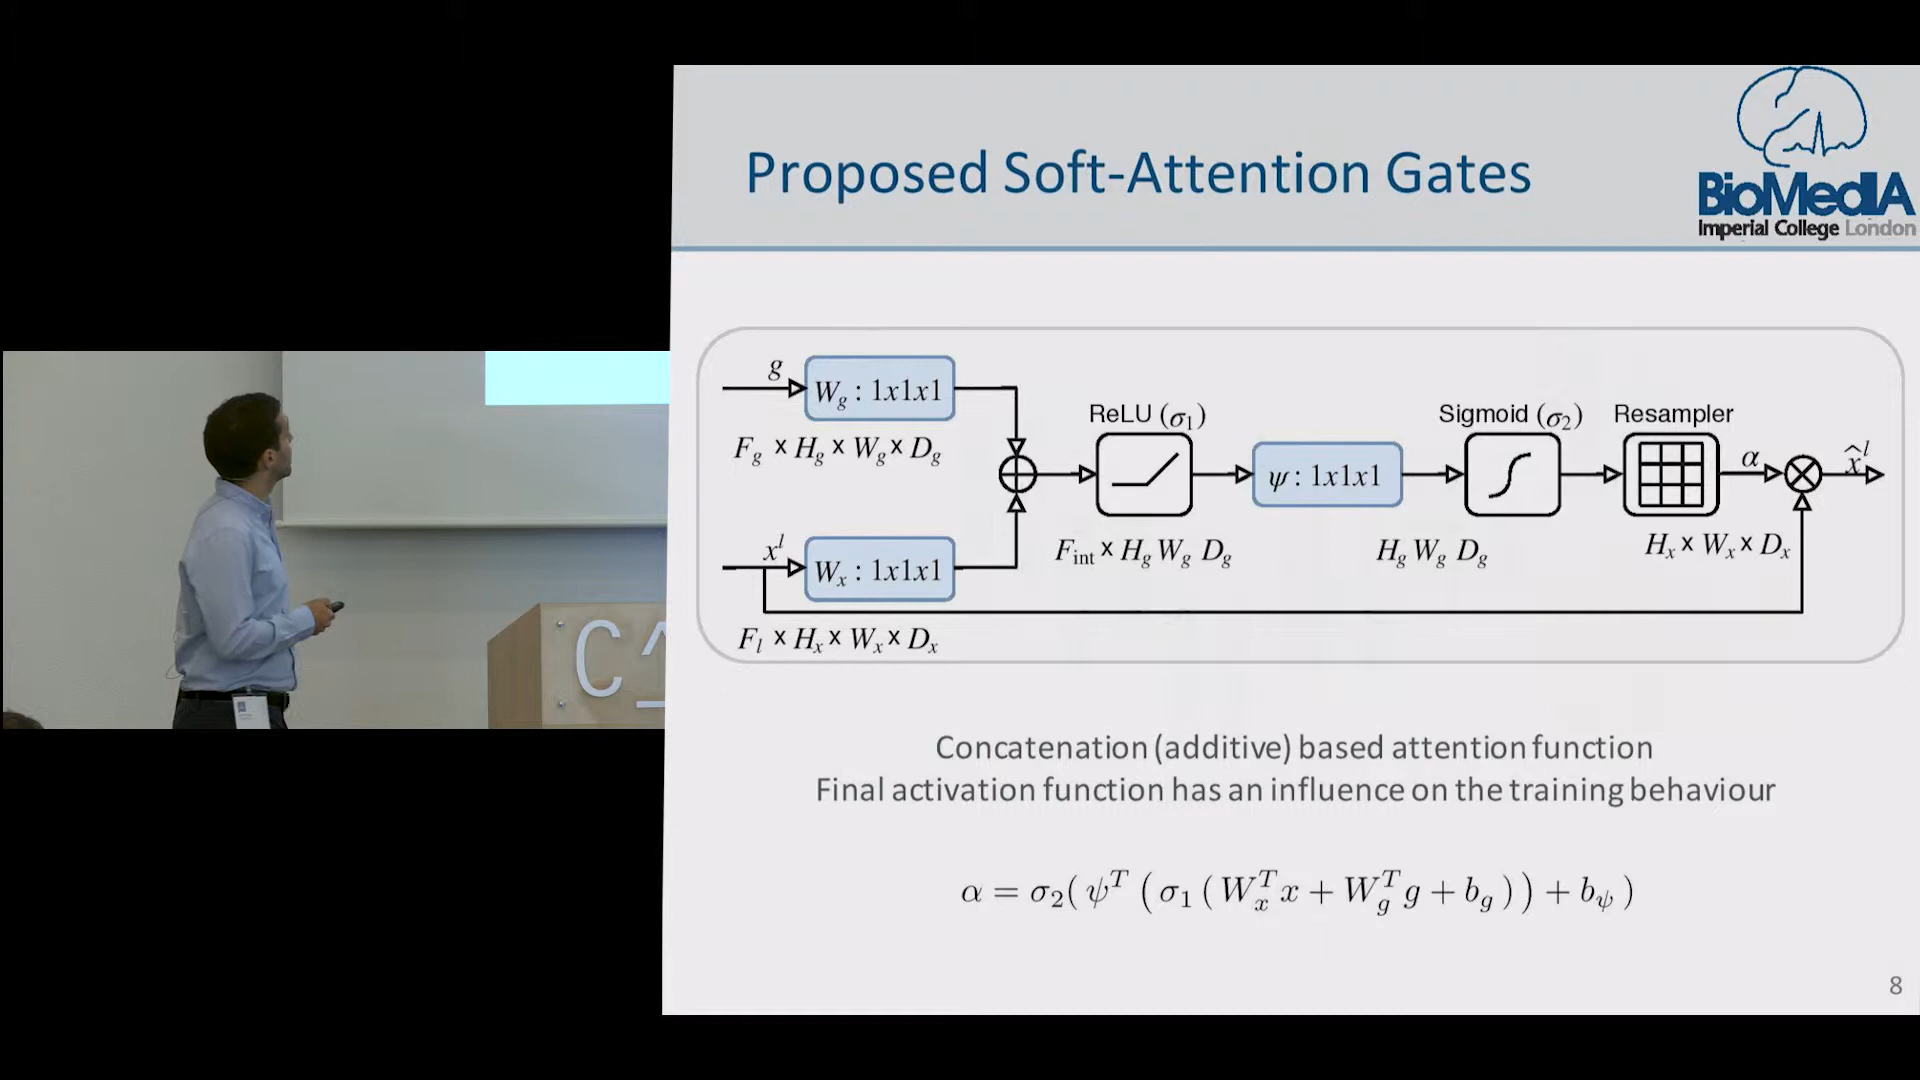 Proposed Soft-Attention Gates
BioMedIA
Imperial College London
g
W_g : 1x1x1
F_g x H_g x W_g x D_g
x^l
W_x : 1x1x1
F_l x H_x x W_x x D_x
ReLU (σ_1)
F_int x H_g W_g D_g
ψ : 1x1x1
Sigmoid (σ_2)
H_g W_g D_g
Resampler
α
x̂^l
H_x x W_x x D_x
Concatenation (additive) based attention function
Final activation function has an influence on the training behaviour
α = σ_2( ψ^T ( σ_1 ( W_x^T x + W_g^T g + b_g ) ) + b_ψ )
8